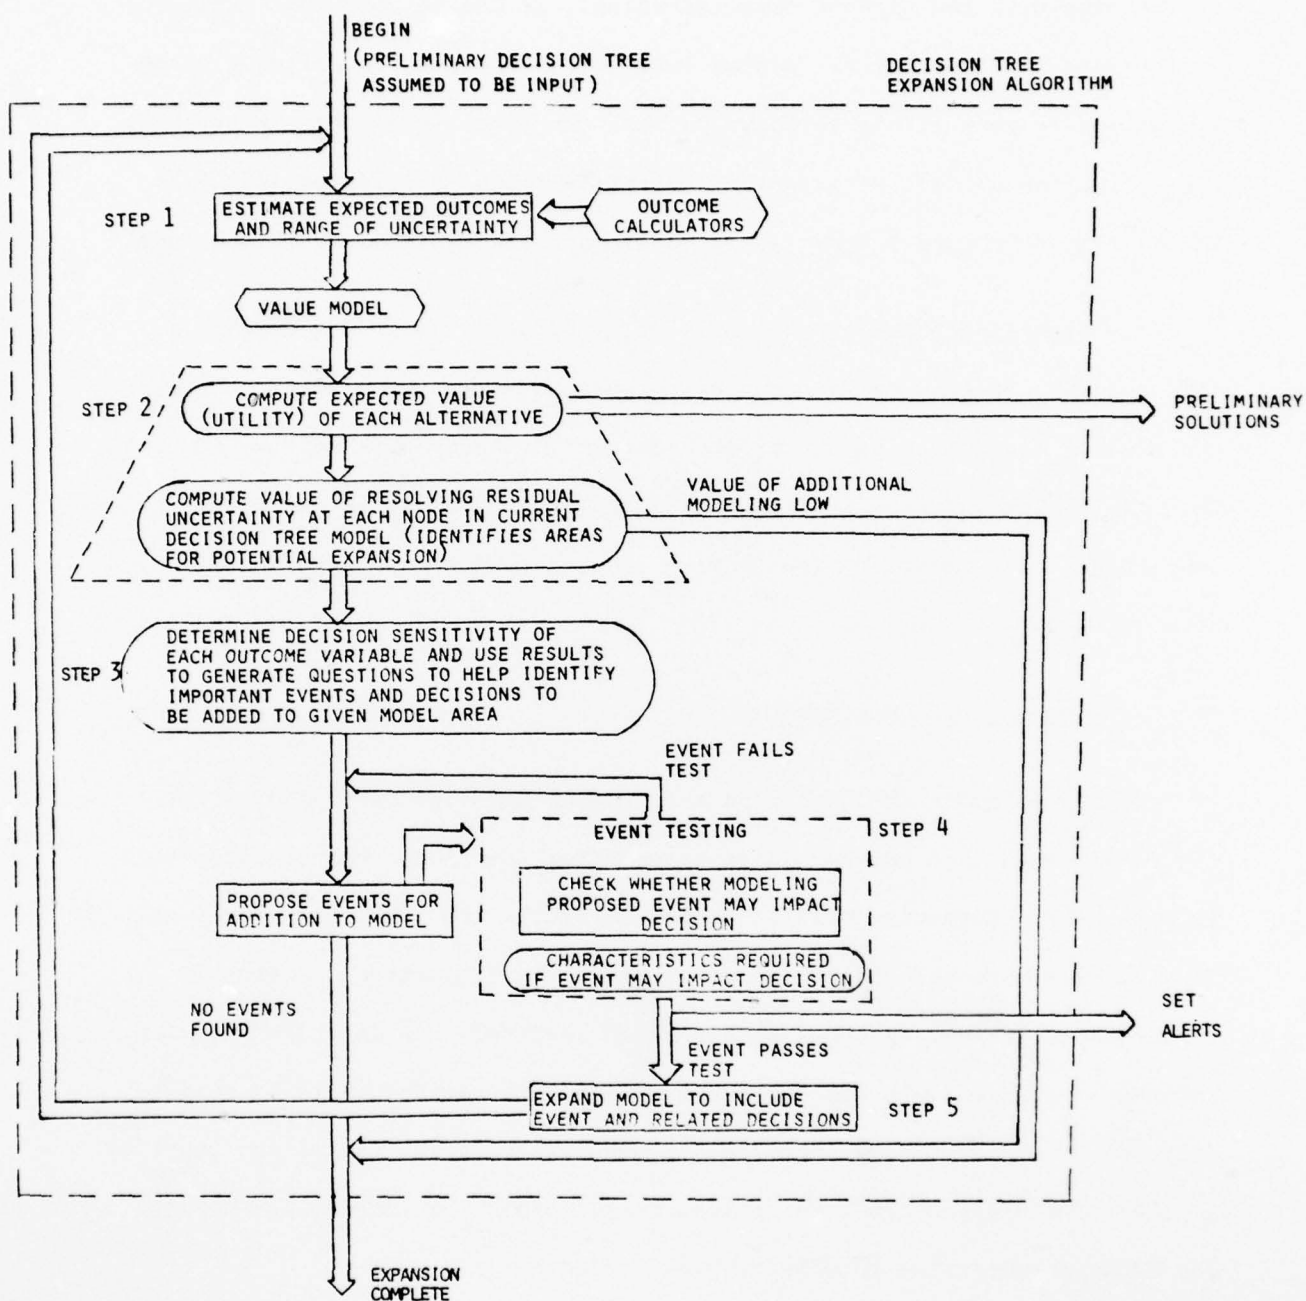 BEGIN
(PRELIMINARY DECISION TREE
ASSUMED TO BE INPUT)
DECISION TREE
EXPANSION ALGORITHM
STEP 1
ESTIMATE EXPECTED OUTCOMES
AND RANGE OF UNCERTAINTY
OUTCOME
CALCULATORS
VALUE MODEL
STEP 2
COMPUTE EXPECTED VALUE
(UTILITY) OF EACH ALTERNATIVE
PRELIMINARY
SOLUTIONS
COMPUTE VALUE OF RESOLVING RESIDUAL
UNCERTAINTY AT EACH NODE IN CURRENT
DECISION TREE MODEL (IDENTIFIES AREAS
FOR POTENTIAL EXPANSION)
VALUE OF ADDITIONAL
MODELING LOW
STEP 3
DETERMINE DECISION SENSITIVITY OF
EACH OUTCOME VARIABLE AND USE RESULTS
TO GENERATE QUESTIONS TO HELP IDENTIFY
IMPORTANT EVENTS AND DECISIONS TO
BE ADDED TO GIVEN MODEL AREA
EVENT FAILS
TEST
EVENT TESTING
STEP 4
CHECK WHETHER MODELING
PROPOSED EVENT MAY IMPACT
DECISION
PROPOSE EVENTS FOR
ADDITION TO MODEL
CHARACTERISTICS REQUIRED
IF EVENT MAY IMPACT DECISION
NO EVENTS
FOUND
SET
ALERTS
EVENT PASSES
TEST
EXPAND MODEL TO INCLUDE
EVENT AND RELATED DECISIONS
STEP 5
EXPANSION
COMPLETE